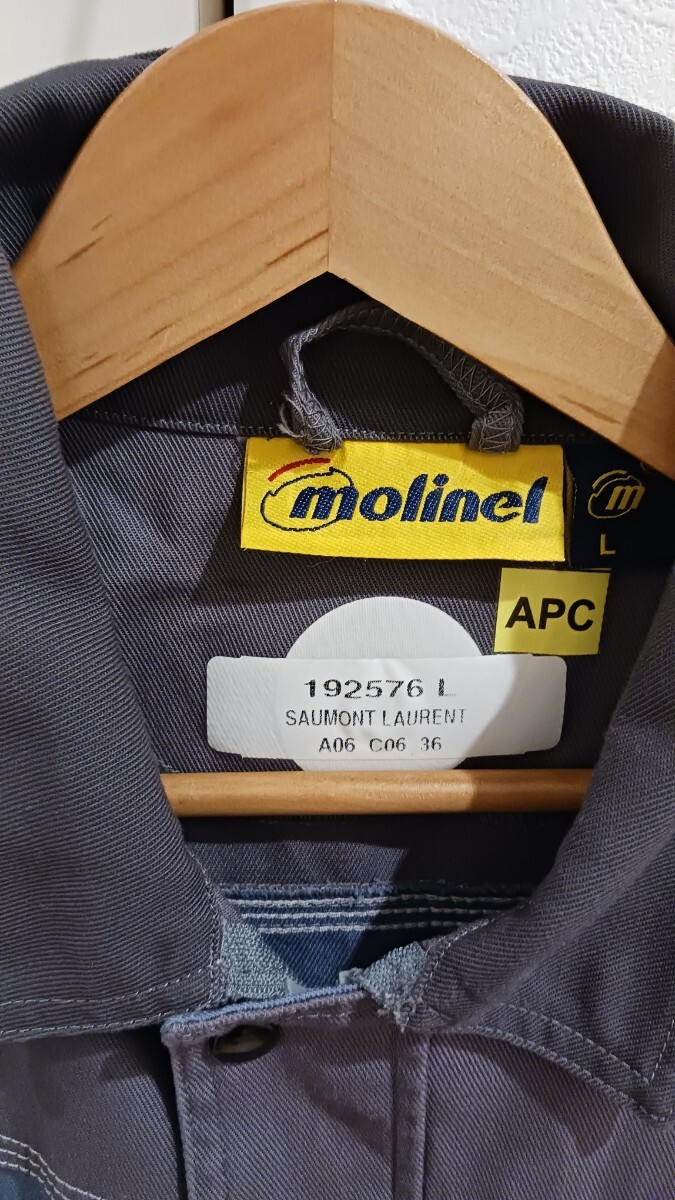 molinel
m
L
APC
192576 L
SAUMONT LAURENT
A06 C06 36